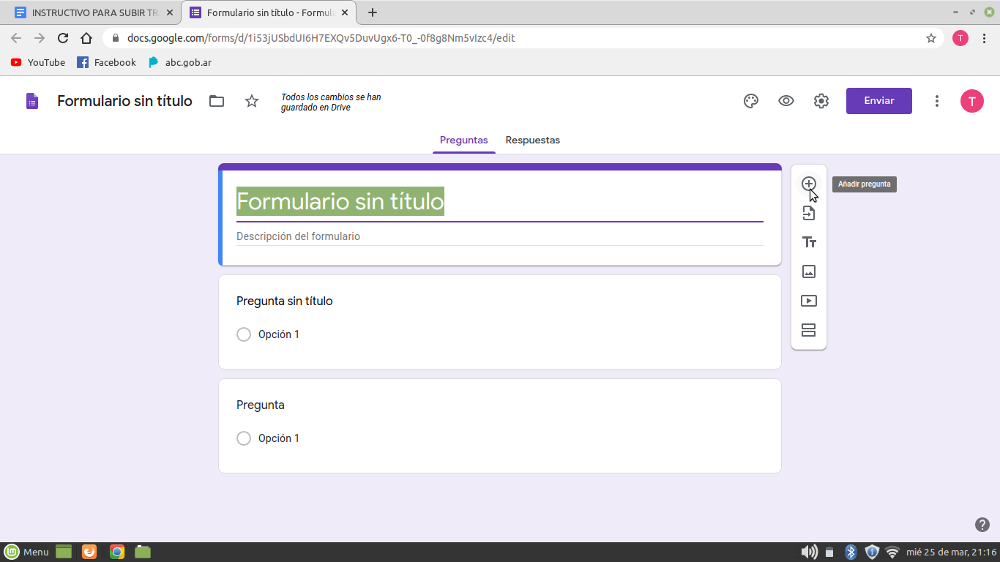 INSTRUCTIVO PARA SUBIR TR
Formulario sin título - Formul
docs.google.com/forms/d/1i53jUSbdUI6H7EXQv5DuvUgx6-T0_-0f8g8Nm5vIzc4/edit
T
YouTube
Facebook
abc.gob.ar
Formulario sin título
Todos los cambios se han
guardado en Drive
Enviar
T
Preguntas
Respuestas
Formulario sin título
Añadir pregunta
Descripción del formulario
Tт
Pregunta sin título
Opción 1
Pregunta
Opción 1
Menu
mié 25 de mar, 21:16